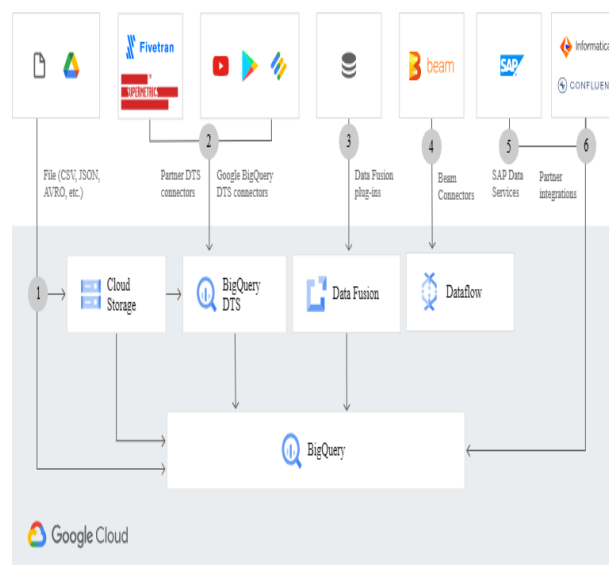 Fivetran
SUPERMETRICS
beam
SAP
Informatica
CONFLUEN
2
3
4
5
6
File (CSV, JSON,
AVRO, etc.)
Partner DTS
connectors
Google BigQuery
DTS connectors
Data Fusion
plug-ins
Beam
Connectors
SAP Data
Services
Partner
integrations
1
Cloud
Storage
BigQuery
DTS
Data Fusion
Dataflow
BigQuery
Google Cloud